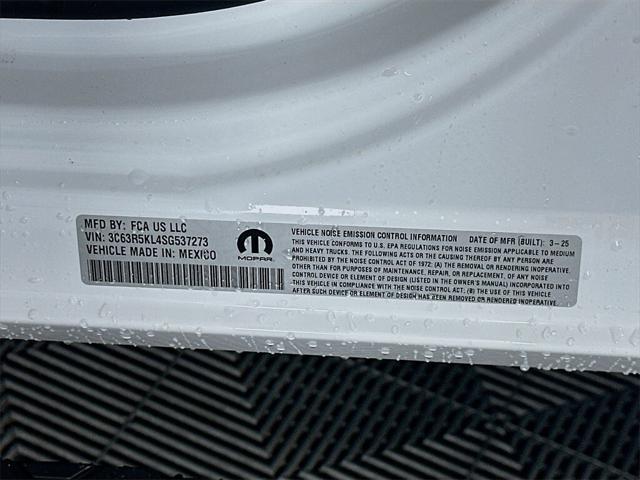 MFD BY: FCA US LLC
VIN: 3C63R5KL4SG537273
VEHICLE MADE IN: MEXICO
MOPAR
VEHICLE NOISE EMISSION CONTROL INFORMATION DATE OF MFR (BUILT): 3-25
THIS VEHICLE CONFORMS TO U.S. EPA REGULATIONS FOR NOISE EMISSION APPLICABLE TO MEDIUM
AND HEAVY TRUCKS. THE FOLLOWING ACTS OR THE CAUSING THEREOF BY ANY PERSON ARE
PROHIBITED BY THE NOISE CONTROL ACT OF 1972: (A) THE REMOVAL OR RENDERING INOPERATIVE,
OTHER THAN FOR PURPOSES OF MAINTENANCE, REPAIR, OR REPLACEMENT, OF ANY NOISE
CONTROL DEVICE OR ELEMENT OF DESIGN (LISTED IN THE OWNER'S MANUAL) INCORPORATED INTO
THIS VEHICLE IN COMPLIANCE WITH THE NOISE CONTROL ACT; (B) THE USE OF THIS VEHICLE
AFTER SUCH DEVICE OR ELEMENT OF DESIGN HAS BEEN REMOVED OR RENDERED INOPERATIVE.